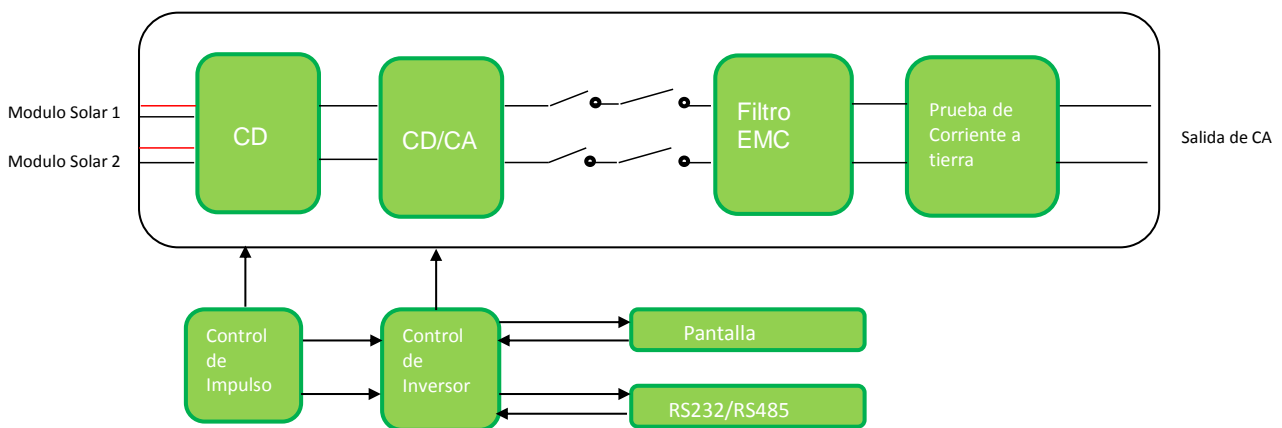 Modulo Solar 1
Modulo Solar 2
CD
CD/CA
Filtro
EMC
Prueba de
Corriente a
tierra
Salida de CA
Control
de
Impulso
Control
de
Inversor
Pantalla
RS232/RS485